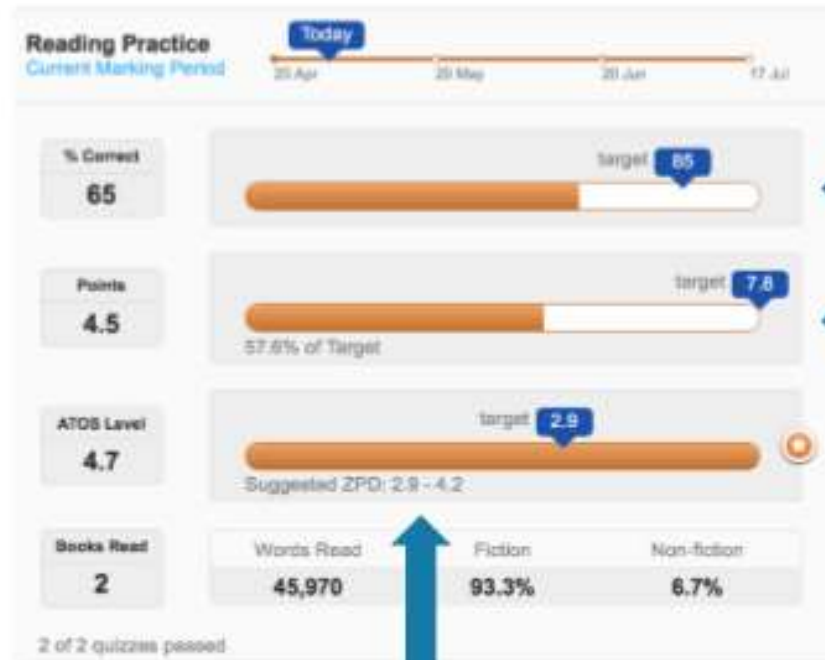 Reading Practice
Current Marking Period
Today
25 Apr
29 May
20 Jun
17 Jul
% Correct
65
target 85
Points
4.5
target 7.8
57.6% of Target
ATOS Level
4.7
target 2.9
Suggested ZPD: 2.9 - 4.2
Books Read
2
Words Read Fiction Non-fiction
45,970 93.3% 6.7%
2 of 2 quizzes passed